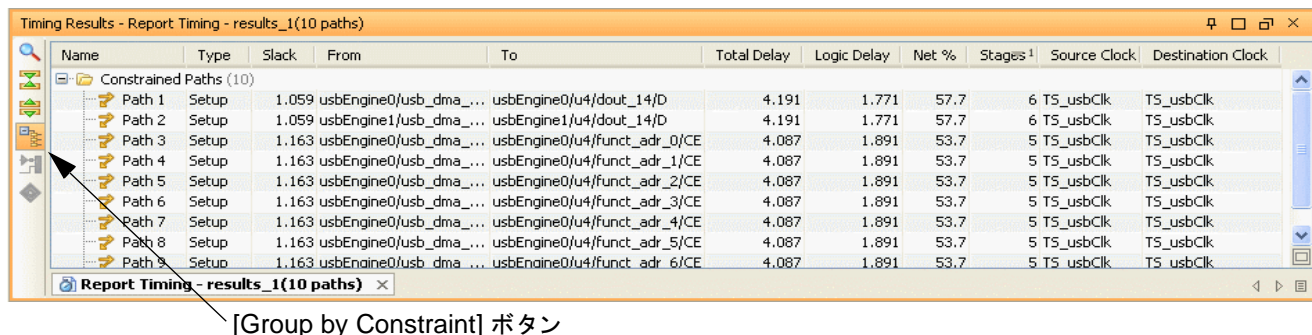 Timing Results - Report Timing - results_1(10 paths)
Name Type Slack From To Total Delay Logic Delay Net % Stages 1 Source Clock Destination Clock
Constrained Paths (10)
Path 1 Setup 1.059 usbEngine0/usb_dma_... usbEngine0/u4/dout_14/D 4.191 1.771 57.7 6 TS_usbClk TS_usbClk
Path 2 Setup 1.059 usbEngine1/usb_dma_... usbEngine1/u4/dout_14/D 4.191 1.771 57.7 6 TS_usbClk TS_usbClk
Path 3 Setup 1.163 usbEngine0/usb_dma_... usbEngine0/u4/funct_adr_0/CE 4.087 1.891 53.7 5 TS_usbClk TS_usbClk
Path 4 Setup 1.163 usbEngine0/usb_dma_... usbEngine0/u4/funct_adr_1/CE 4.087 1.891 53.7 5 TS_usbClk TS_usbClk
Path 5 Setup 1.163 usbEngine0/usb_dma_... usbEngine0/u4/funct_adr_2/CE 4.087 1.891 53.7 5 TS_usbClk TS_usbClk
Path 6 Setup 1.163 usbEngine0/usb_dma_... usbEngine0/u4/funct_adr_3/CE 4.087 1.891 53.7 5 TS_usbClk TS_usbClk
Path 7 Setup 1.163 usbEngine0/usb_dma_... usbEngine0/u4/funct_adr_4/CE 4.087 1.891 53.7 5 TS_usbClk TS_usbClk
Path 8 Setup 1.163 usbEngine0/usb_dma_... usbEngine0/u4/funct_adr_5/CE 4.087 1.891 53.7 5 TS_usbClk TS_usbClk
Path 9 Setup 1.163 usbEngine0/usb_dma_... usbEngine0/u4/funct_adr_6/CE 4.087 1.891 53.7 5 TS_usbClk TS_usbClk
Report Timing - results_1(10 paths)
[Group by Constraint] ボタン